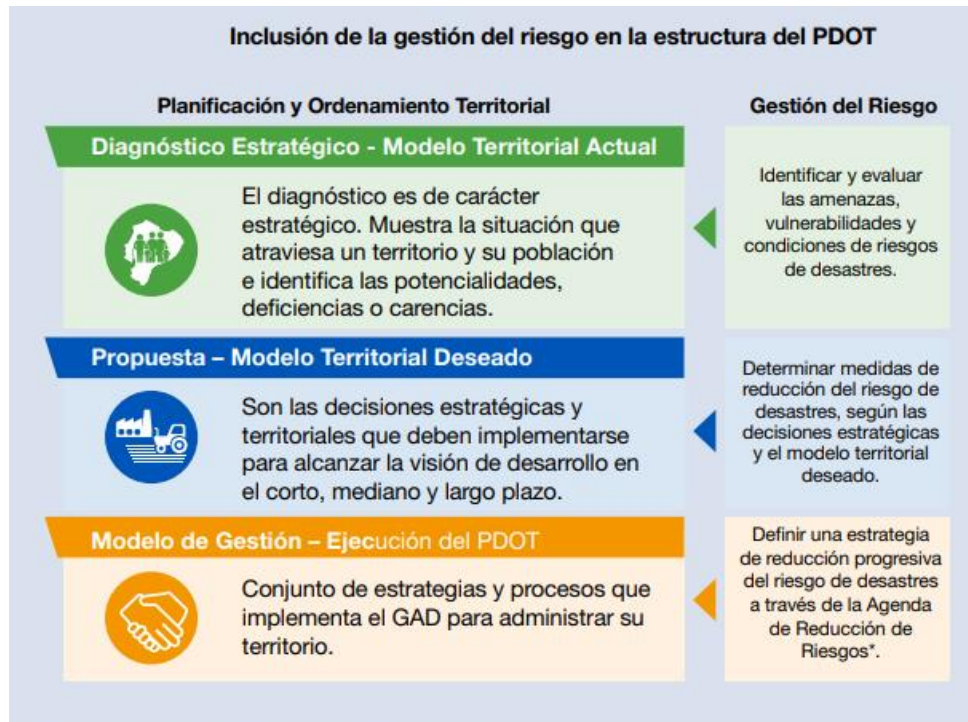 Inclusión de la gestión del riesgo en la estructura del PDOT
Planificación y Ordenamiento Territorial
Gestión del Riesgo
Diagnóstico Estratégico - Modelo Territorial Actual
El diagnóstico es de carácter
estratégico. Muestra la situación que
atraviesa un territorio y su población
e identifica las potencialidades,
deficiencias o carencias.
Identificar y evaluar
las amenazas,
vulnerabilidades y
condiciones de riesgos
de desastres.
Propuesta – Modelo Territorial Deseado
Son las decisiones estratégicas y
territoriales que deben implementarse
para alcanzar la visión de desarrollo en
el corto, mediano y largo plazo.
Determinar medidas de
reducción del riesgo de
desastres, según las
decisiones estratégicas
y el modelo territorial
deseado.
Modelo de Gestión – Ejecución del PDOT
Conjunto de estrategias y procesos que
implementa el GAD para administrar su
territorio.
Definir una estrategia
de reducción progresiva
del riesgo de desastres
a través de la Agenda
de Reducción de
Riesgos*.